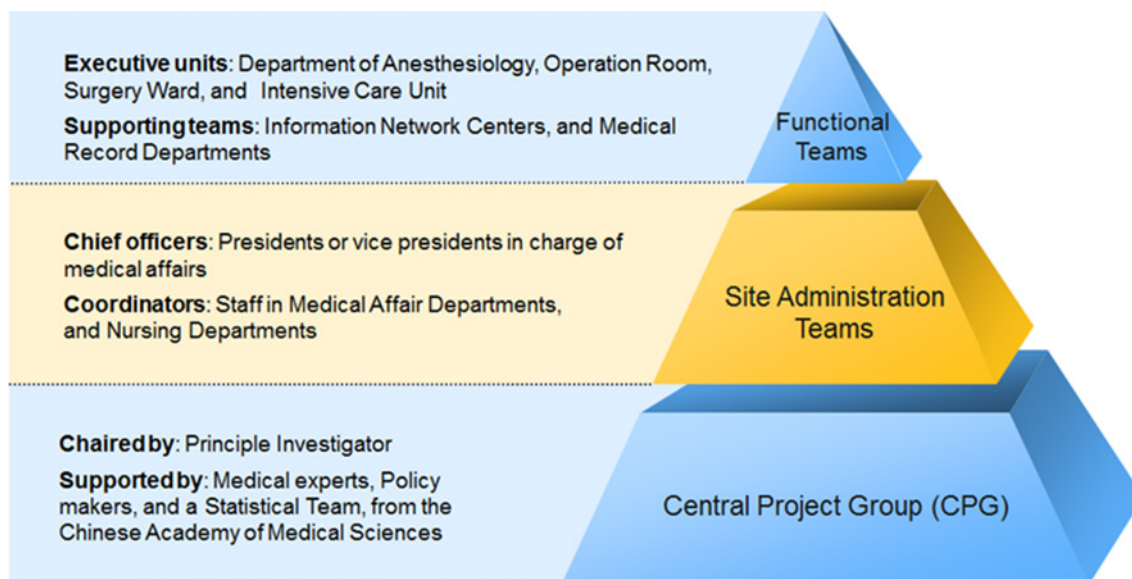 Executive units: Department of Anesthesiology, Operation Room,
Surgery Ward, and Intensive Care Unit
Supporting teams: Information Network Centers, and Medical
Record Departments
Functional
Teams
Chief officers: Presidents or vice presidents in charge of
medical affairs
Coordinators: Staff in Medical Affair Departments,
and Nursing Departments
Site Administration
Teams
Chaired by: Principle Investigator
Supported by: Medical experts, Policy
makers, and a Statistical Team, from the
Chinese Academy of Medical Sciences
Central Project Group (CPG)